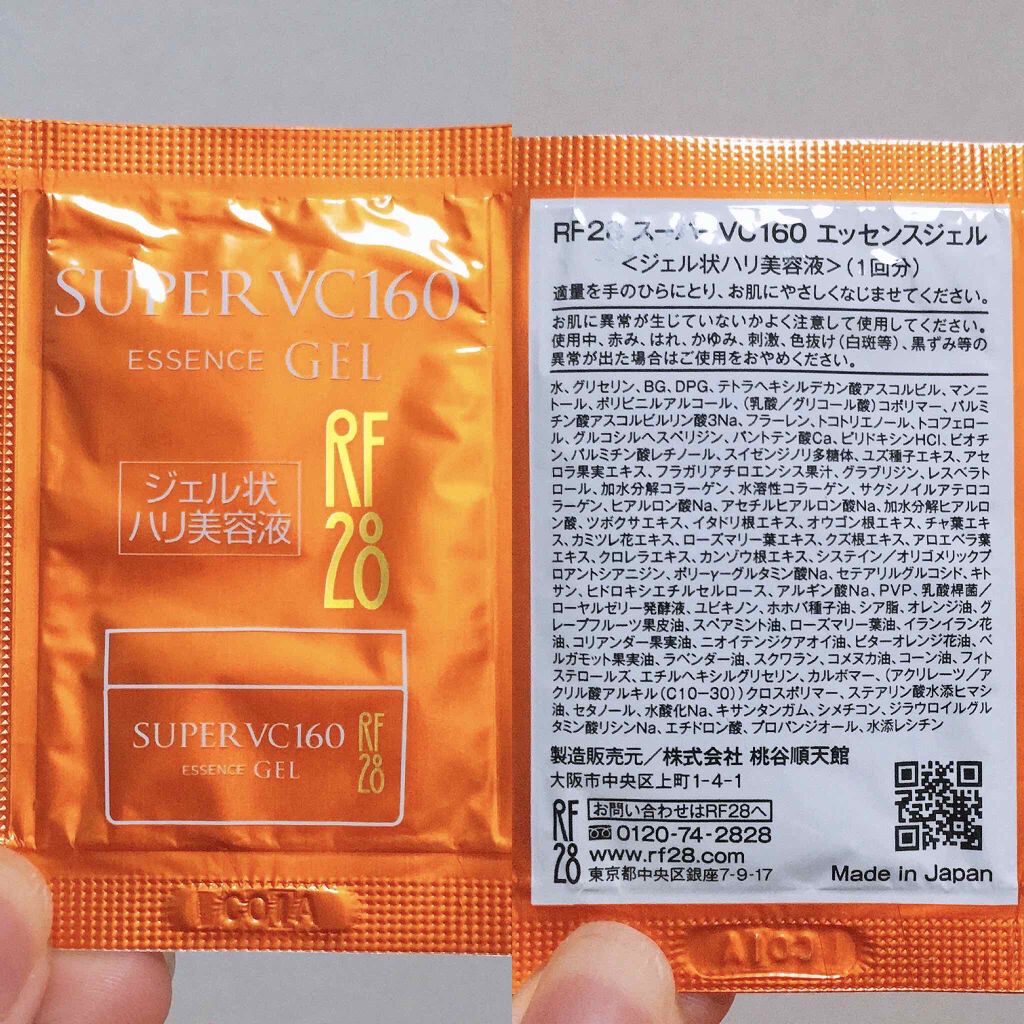 SUPER VC160
ESSENCE GEL
RF
28
ジェル状
ハリ美容液
SUPER VC160
ESSENCE GEL
RF
28
COIA
RF28 スーパー VC160 エッセンスジェル
<ジェル状ハリ美容液>(1回分)
適量を手のひらにとり、お肌にやさしくなじませてください。
お肌に異常が生じていないかよく注意して使用してください。
使用中、赤み、はれ、かゆみ、刺激、色抜け(白斑等)、黒ずみ等の
異常が出た場合はご使用をおやめください。
水、グリセリン、BG、DPG、テトラヘキシルデカン酸アスコルビル、マンニ
トール、ポリビニルアルコール、(乳酸/グリコール酸)コポリマー、パルミ
チン酸アスコルビルリン酸3Na、フラーレン、トコトリエノール、トコフェロ
ール、グルコシルヘスペリジン、パントテン酸Ca、ピリドキシンHCl、ビオチ
ン、パルミチン酸レチノール、スイゼンジノリ多糖体、ユズ種子エキス、アセ
ロラ果実エキス、フラガリアチロエンシス果汁、グラブリジン、レスベラト
ロール、加水分解コラーゲン、水溶性コラーゲン、サクシノイルアテロコ
ラーゲン、ヒアルロン酸Na、アセチルヒアルロン酸Na、加水分解ヒアルロ
ン酸、ツボクサエキス、イタドリ根エキス、オウゴン根エキス、チャ葉エキ
ス、カミツレ花エキス、ローズマリー葉エキス、クズ根エキス、アロエベラ葉
エキス、クロレラエキス、カンゾウ根エキス、システイン/オリゴメリックプ
ロアントシアニジン、ポリ-γ-グルタミン酸Na、セテアリルグルコシド、キト
サン、ヒドロキシエチルセルロース、アルギン酸Na、PVP、乳酸桿菌/
ローヤルゼリー発酵液、ユビキノン、ホホバ種子油、シア脂、オレンジ油、グ
レープフルーツ果皮油、スペアミント油、ローズマリー葉油、イランイラン花
油、コリアンダー果実油、ニオイテンジクアオイ油、ビターオレンジ花油、ベ
ルガモット果実油、ラベンダー油、スクワラン、コメヌカ油、コーン油、フィト
ステロールズ、エチルヘキシルグリセリン、カルボマー、(アクリレーツ/ア
クリル酸アルキル(C10-30))クロスポリマー、ステアリン酸水添ヒマシ
油、セタノール、水酸化Na、キサンタンガム、シメチコン、ジラウロイルグル
タミン酸リシンNa、エチドロン酸、プロパンジオール、水添レシチン
製造販売元/株式会社 桃谷順天館
大阪市中央区上町1-4-1
RF
28
お問い合わせはRF28へ
0120-74-2828
www.rf28.com
東京都中央区銀座7-9-17
Made in Japan